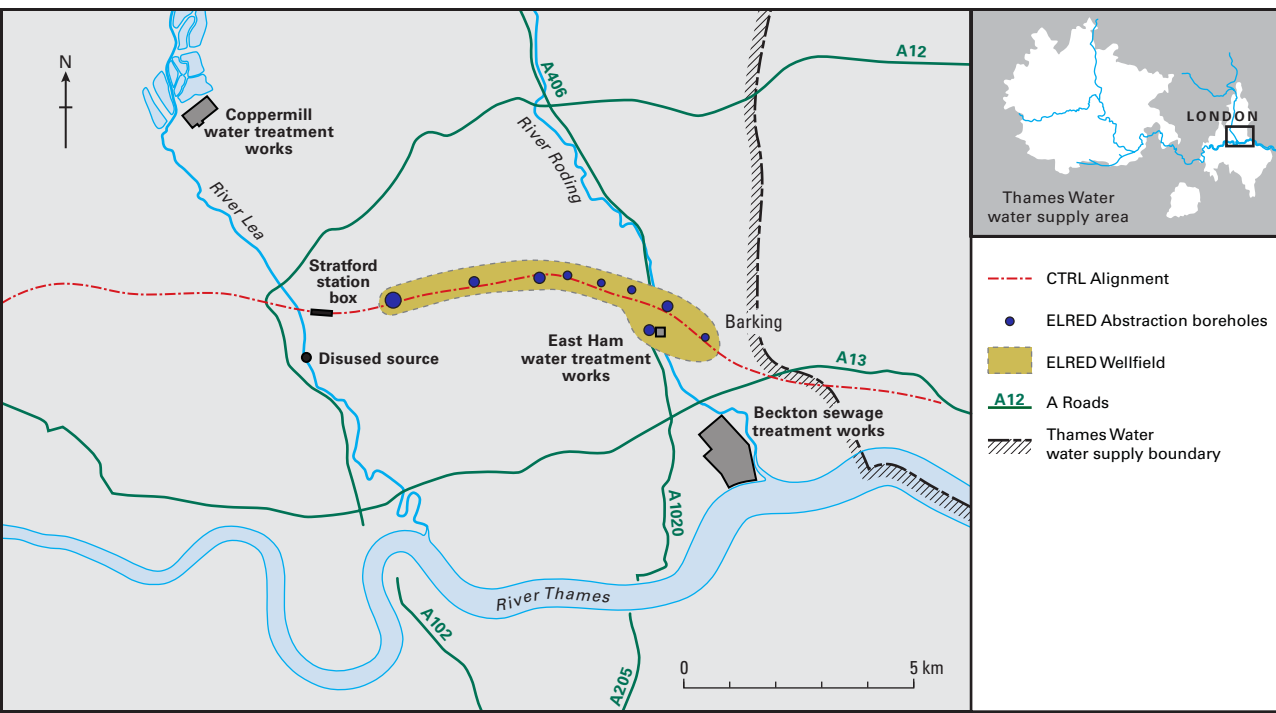 N
Coppermill
water treatment
works
River Lea
A406
River Roding
A12
Stratford
station
box
Disused source
East Ham
water treatment
works
Barking
A13
Beckton sewage
treatment works
A1020
River Thames
A102
A205
0
5 km
LONDON
Thames Water
water supply area
CTRL Alignment
ELRED Abstraction boreholes
ELRED Wellfield
A12
A Roads
Thames Water
water supply boundary